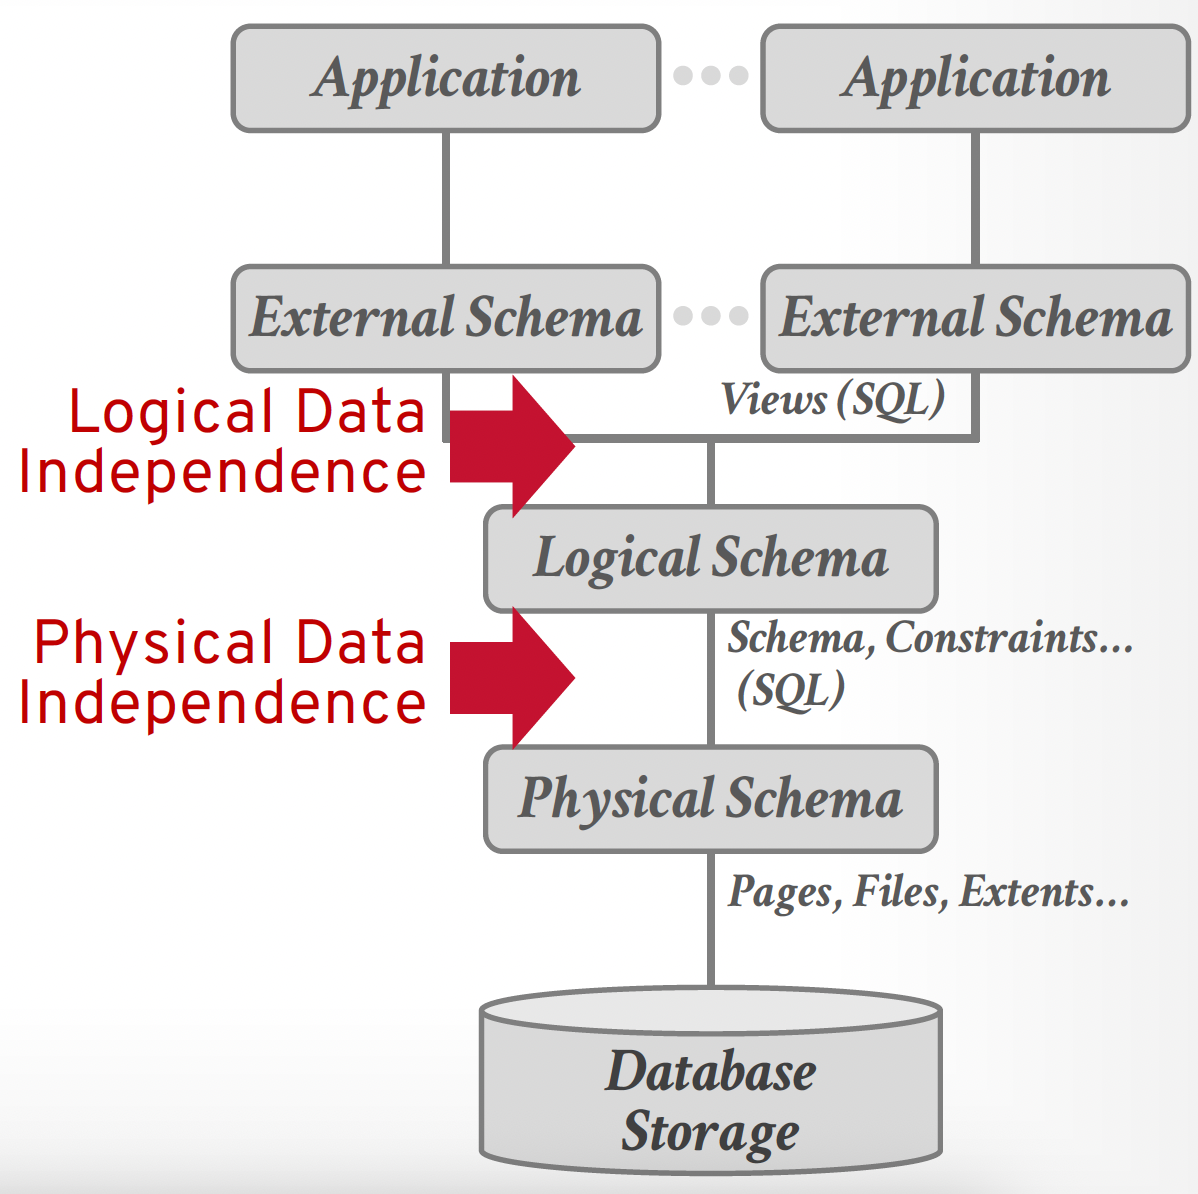 Application
Application
External Schema
External Schema
Views (SQL)
Logical Data
Independence
Logical Schema
Physical Data
Independence
Schema, Constraints...
(SQL)
Physical Schema
Pages, Files, Extents...
Database
Storage